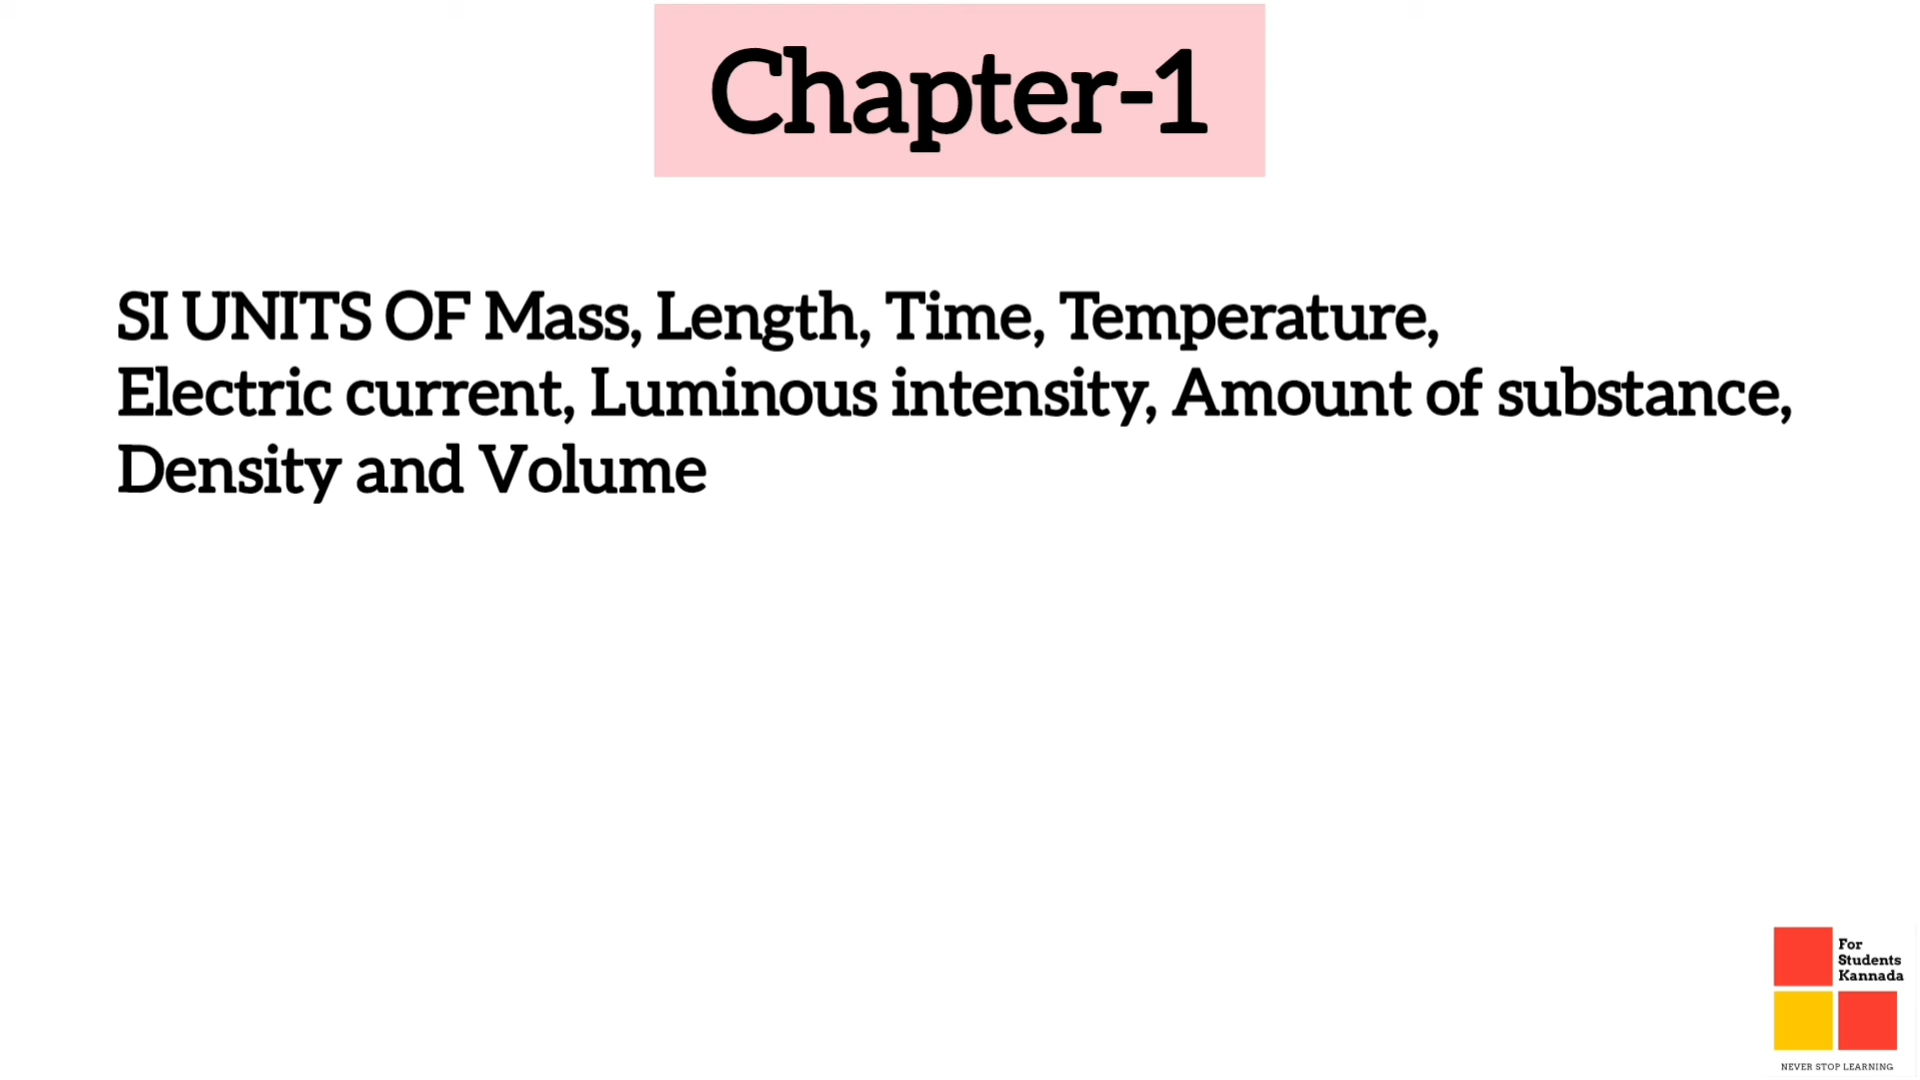 Chapter-1
SI UNITS OF Mass, Length, Time, Temperature,
Electric current, Luminous intensity, Amount of substance,
Density and Volume
For
Students
Kannada
NEVER STOP LEARNING